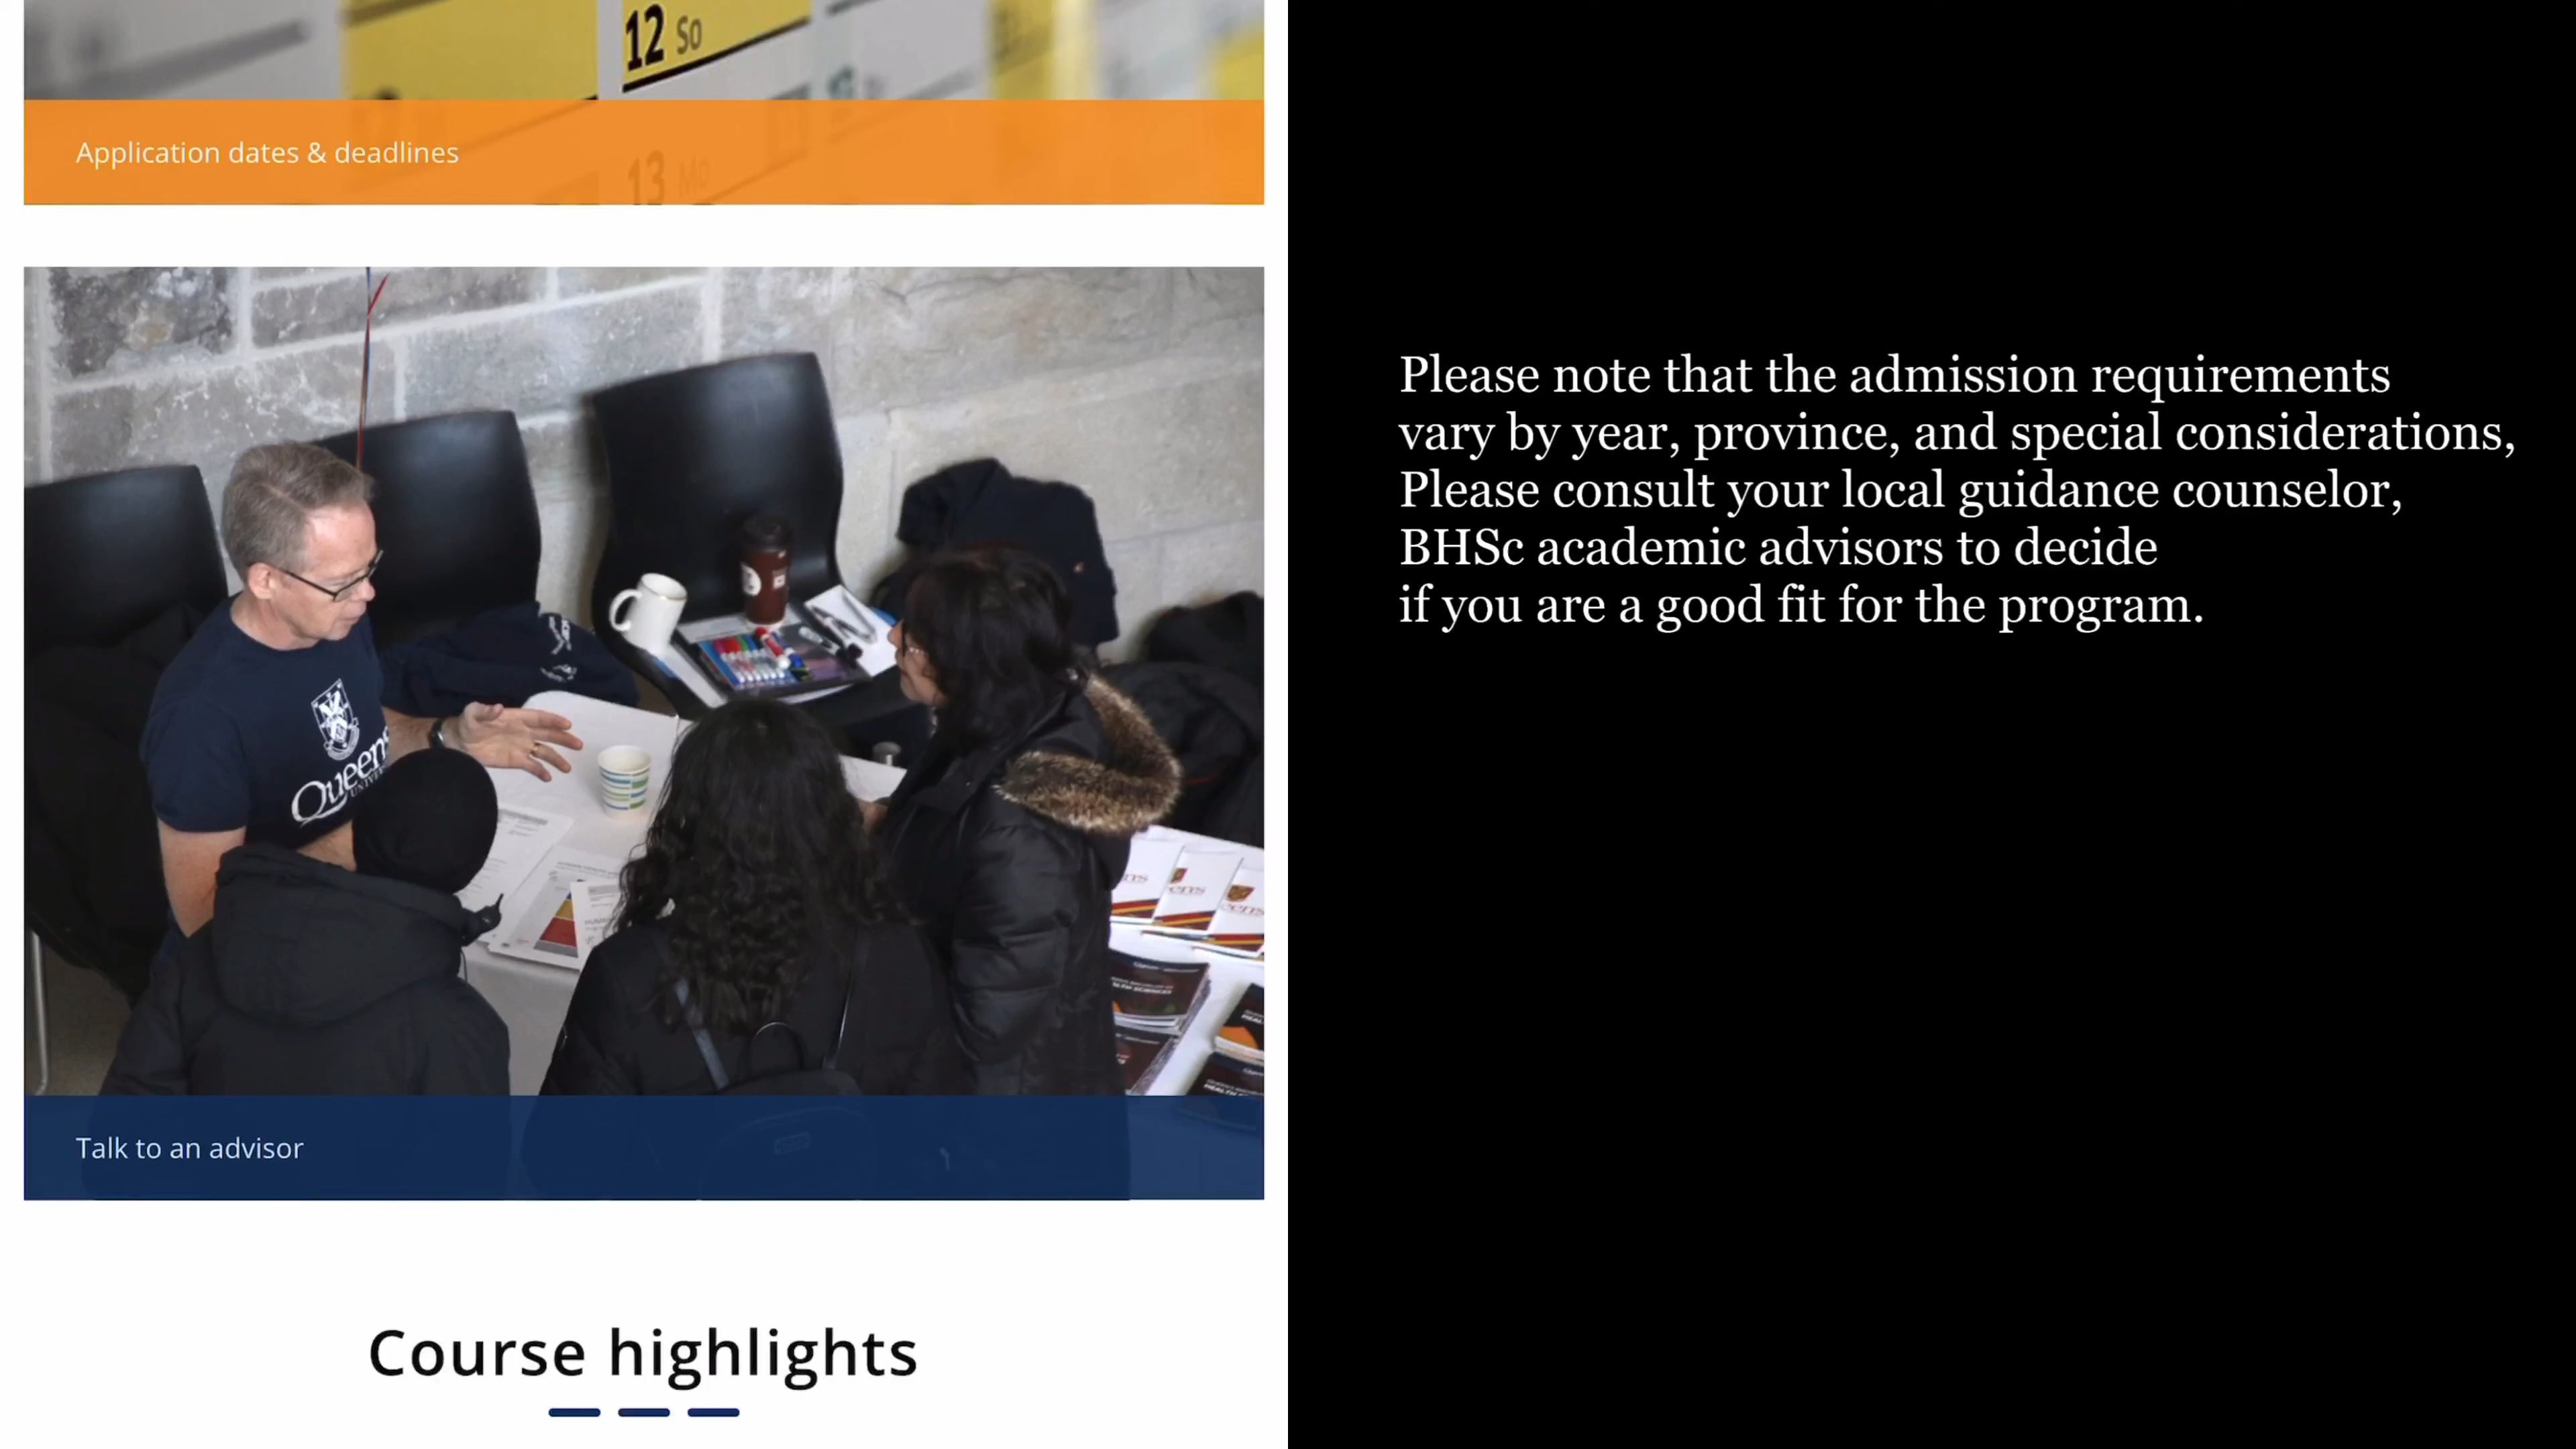 12 So
13 Mo
Application dates & deadlines
Queen's
UNIVE
Talk to an advisor
Course highlights
Please note that the admission requirements
vary by year, province, and special considerations,
Please consult your local guidance counselor,
BHSc academic advisors to decide
if you are a good fit for the program.